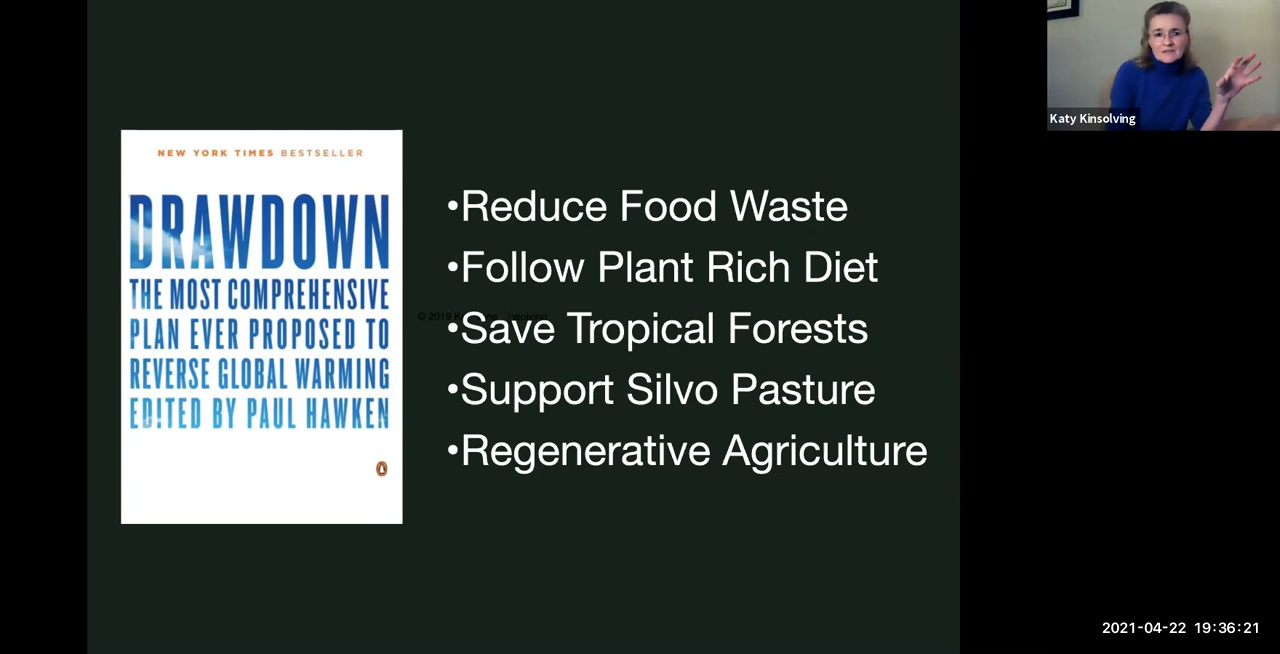 NEW YORK TIMES BESTSELLER
DRAWDOWN
THE MOST COMPREHENSIVE
PLAN EVER PROPOSED TO
REVERSE GLOBAL WARMING
EDITED BY PAUL HAWKEN
•Reduce Food Waste
•Follow Plant Rich Diet
© 2019
•Save Tropical Forests
•Support Silvo Pasture
•Regenerative Agriculture
Katy Kinsolving
2021-04-22 19:36:21